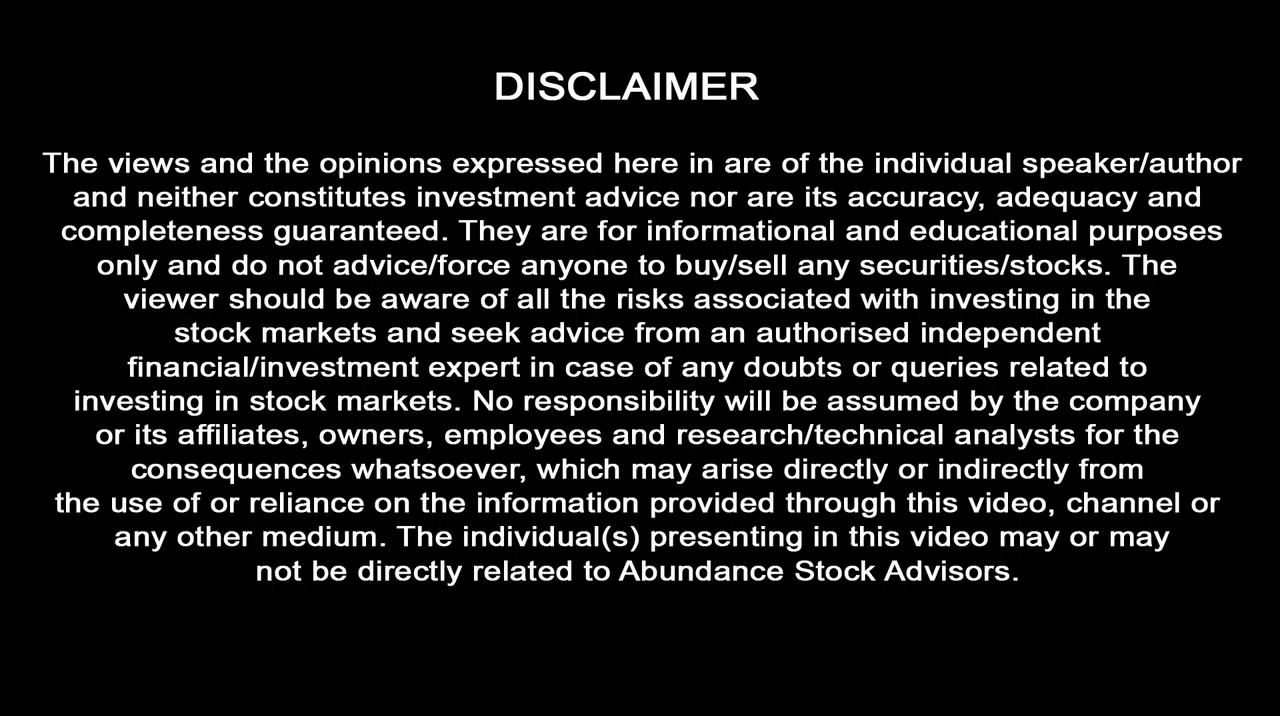 DISCLAIMER
The views and the opinions expressed here in are of the individual speaker/author
and neither constitutes investment advice nor are its accuracy, adequacy and
completeness guaranteed. They are for informational and educational purposes
only and do not advice/force anyone to buy/sell any securities/stocks. The
viewer should be aware of all the risks associated with investing in the
stock markets and seek advice from an authorised independent
financial/investment expert in case of any doubts or queries related to
investing in stock markets. No responsibility will be assumed by the company
or its affiliates, owners, employees and research/technical analysts for the
consequences whatsoever, which may arise directly or indirectly from
the use of or reliance on the information provided through this video, channel or
any other medium. The individual(s) presenting in this video may or may
not be directly related to Abundance Stock Advisors.